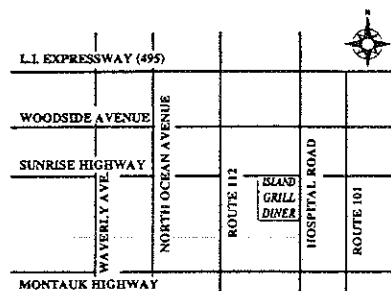 N
L.I. EXPRESSWAY (495)
WOODSIDE AVENUE
SUNRISE HIGHWAY
WAVERLY AVE.
NORTH OCEAN AVENUE
ROUTE 112
ISLAND
GRILL
DINER
HOSPITAL ROAD
ROUTE 101
MONTAUK HIGHWAY